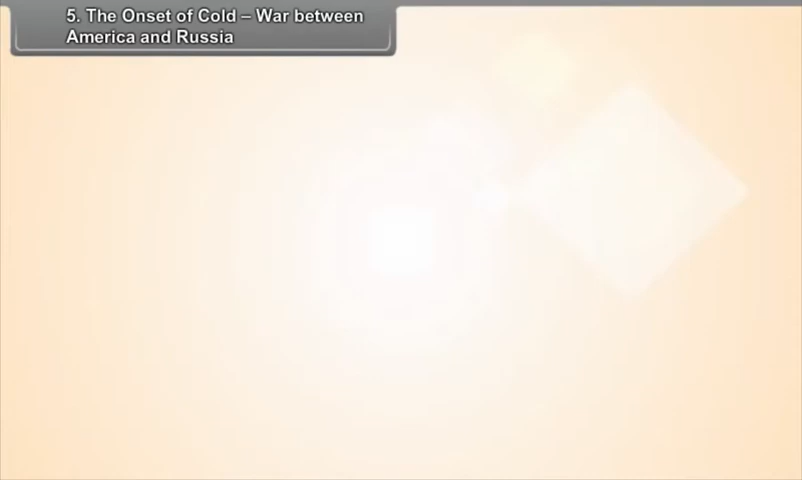 5. The Onset of Cold – War between
America and Russia